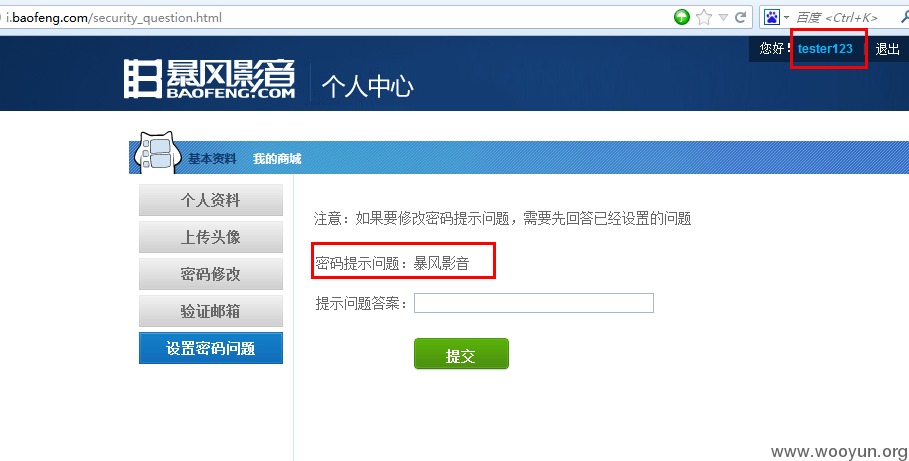 i.baofeng.com/security_question.html
百度 <Ctrl+K>
您好！tester123 退出
暴风影音
BAOFENG.COM
个人中心
基本资料 我的商城
个人资料
上传头像
密码修改
验证邮箱
设置密码问题
注意：如果要修改密码提示问题，需要先回答已经设置的问题
密码提示问题：暴风影音
提示问题答案：
提交
www.wooyun.org